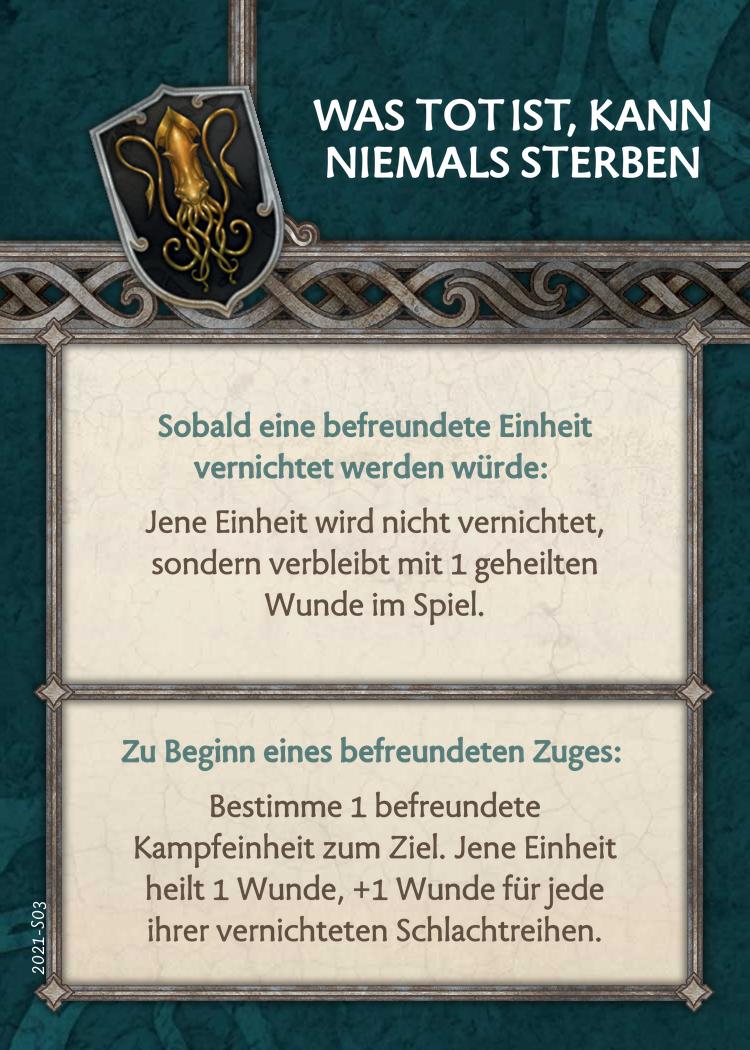 WAS TOT IST, KANN
NIEMALS STERBEN
Sobald eine befreundete Einheit
vernichtet werden würde:
Jene Einheit wird nicht vernichtet,
sondern verbleibt mit 1 geheilten
Wunde im Spiel.
Zu Beginn eines befreundeten Zuges:
Bestimme 1 befreundete
Kampfeinheit zum Ziel. Jene Einheit
heilt 1 Wunde, +1 Wunde für jede
ihrer vernichteten Schlachtreihen.
2021-S03